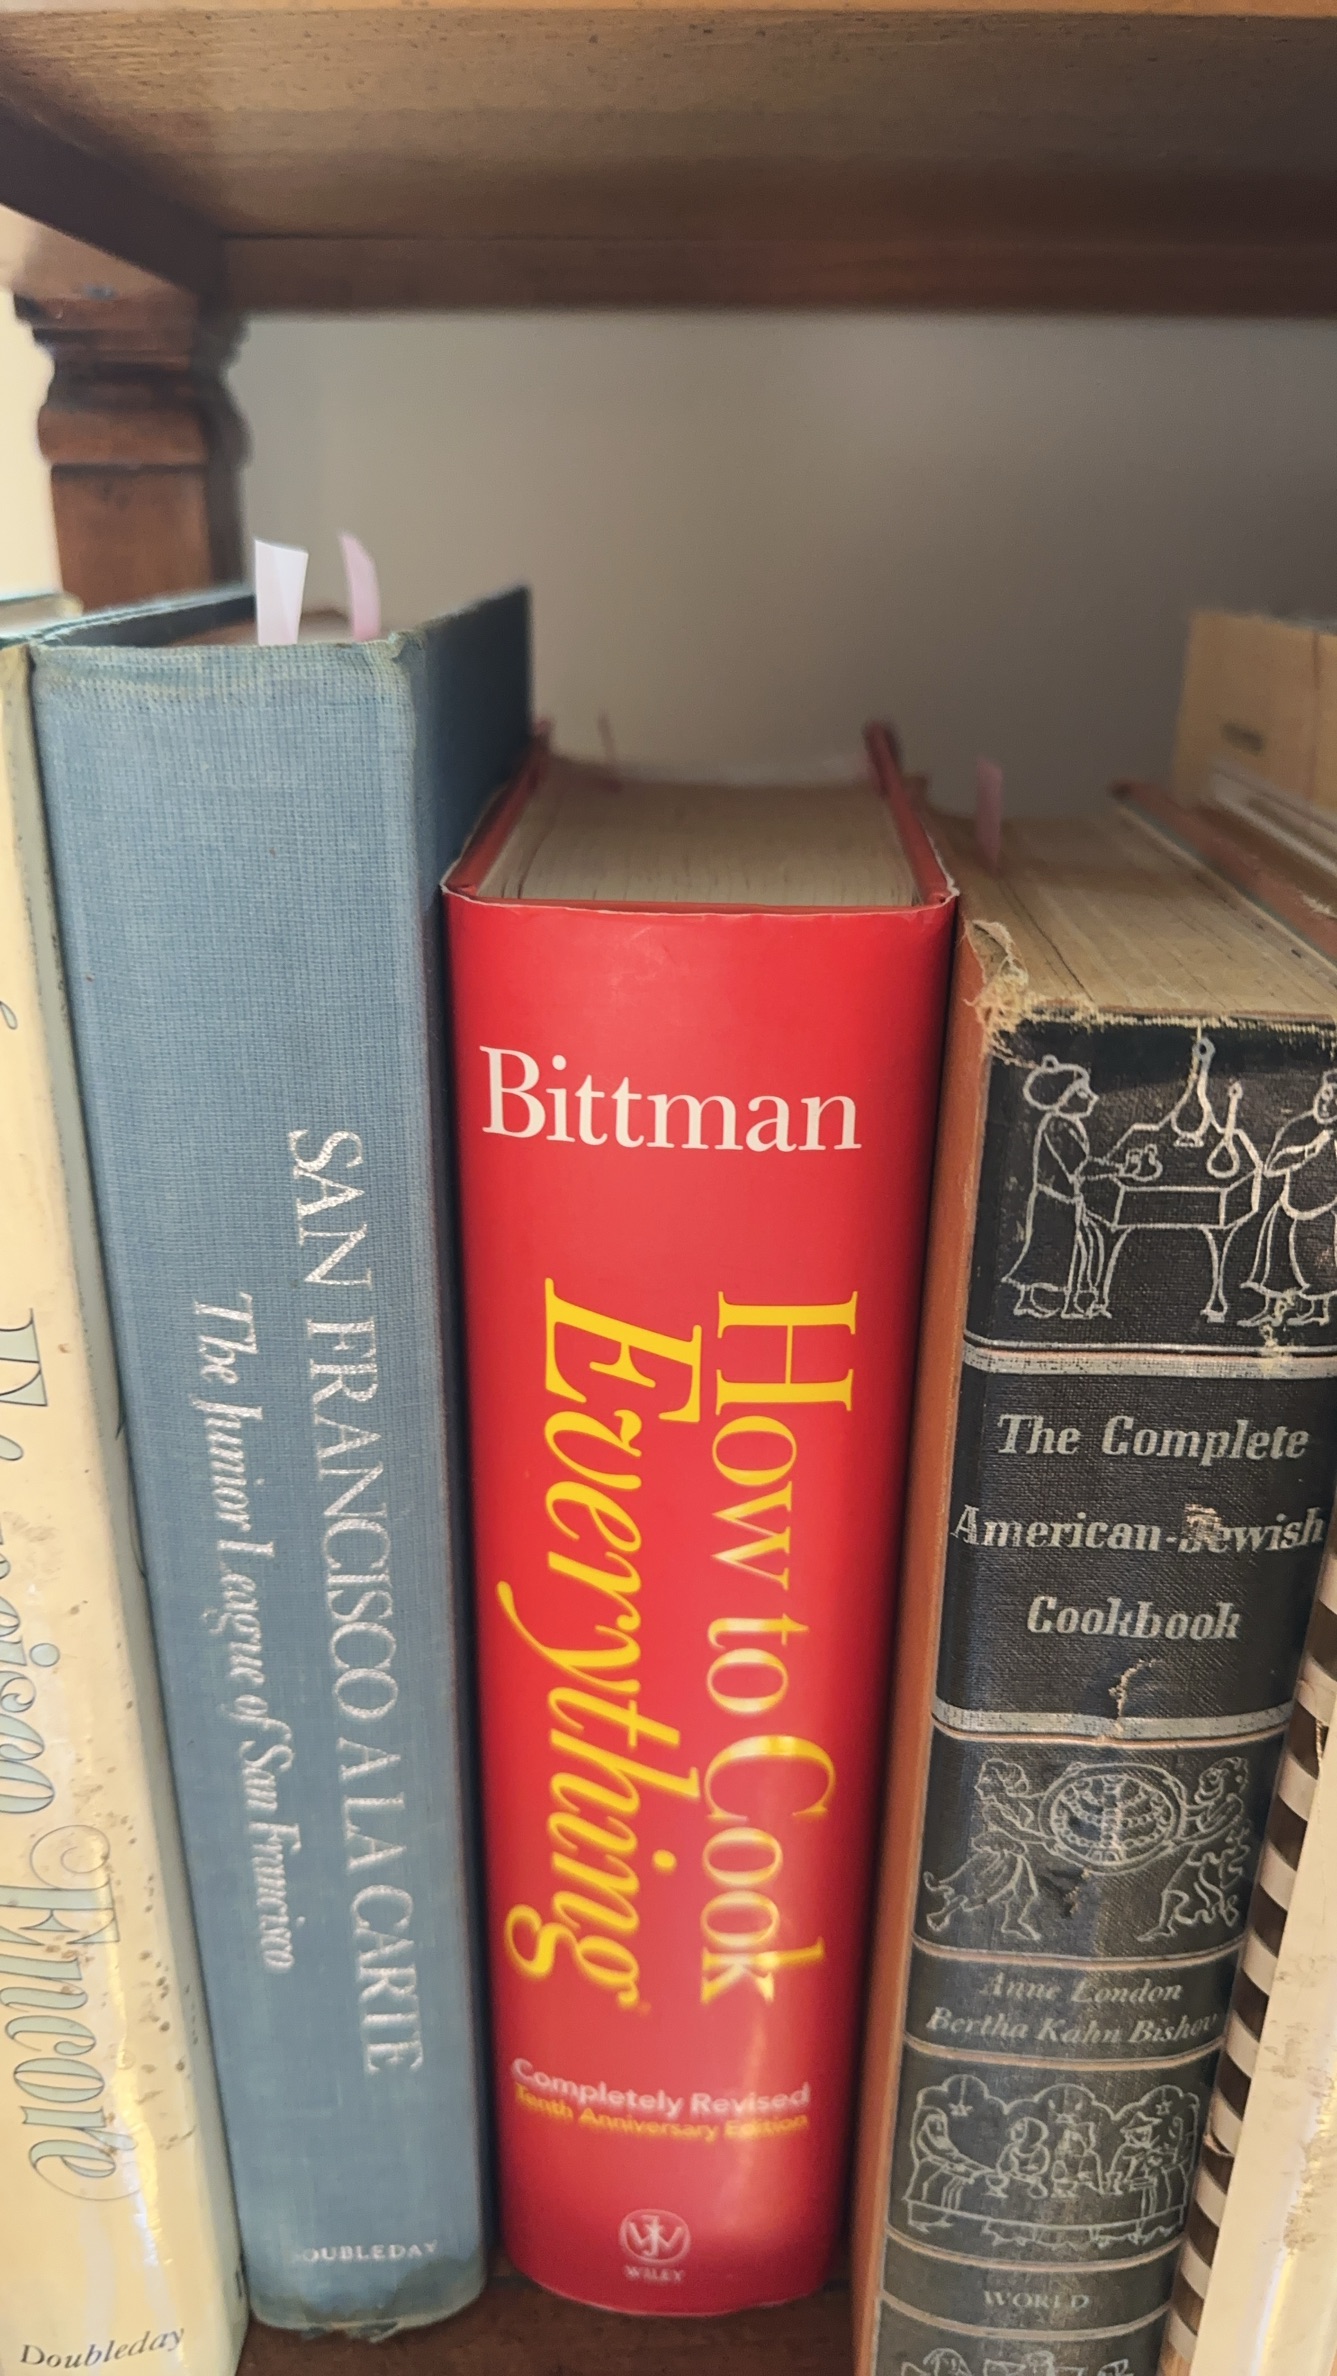 Encore
Doubleday
SAN FRANCISCO A LA CARTE
The Junior League of San Francisco
OUBLEDAY
Bittman
How to Cook
Everything
Completely Revised
Tenth Anniversary Edition
WILEY
The Complete
American-Jewish
Cookbook
Anne London
Bertha Kahn Bishov
WORLD